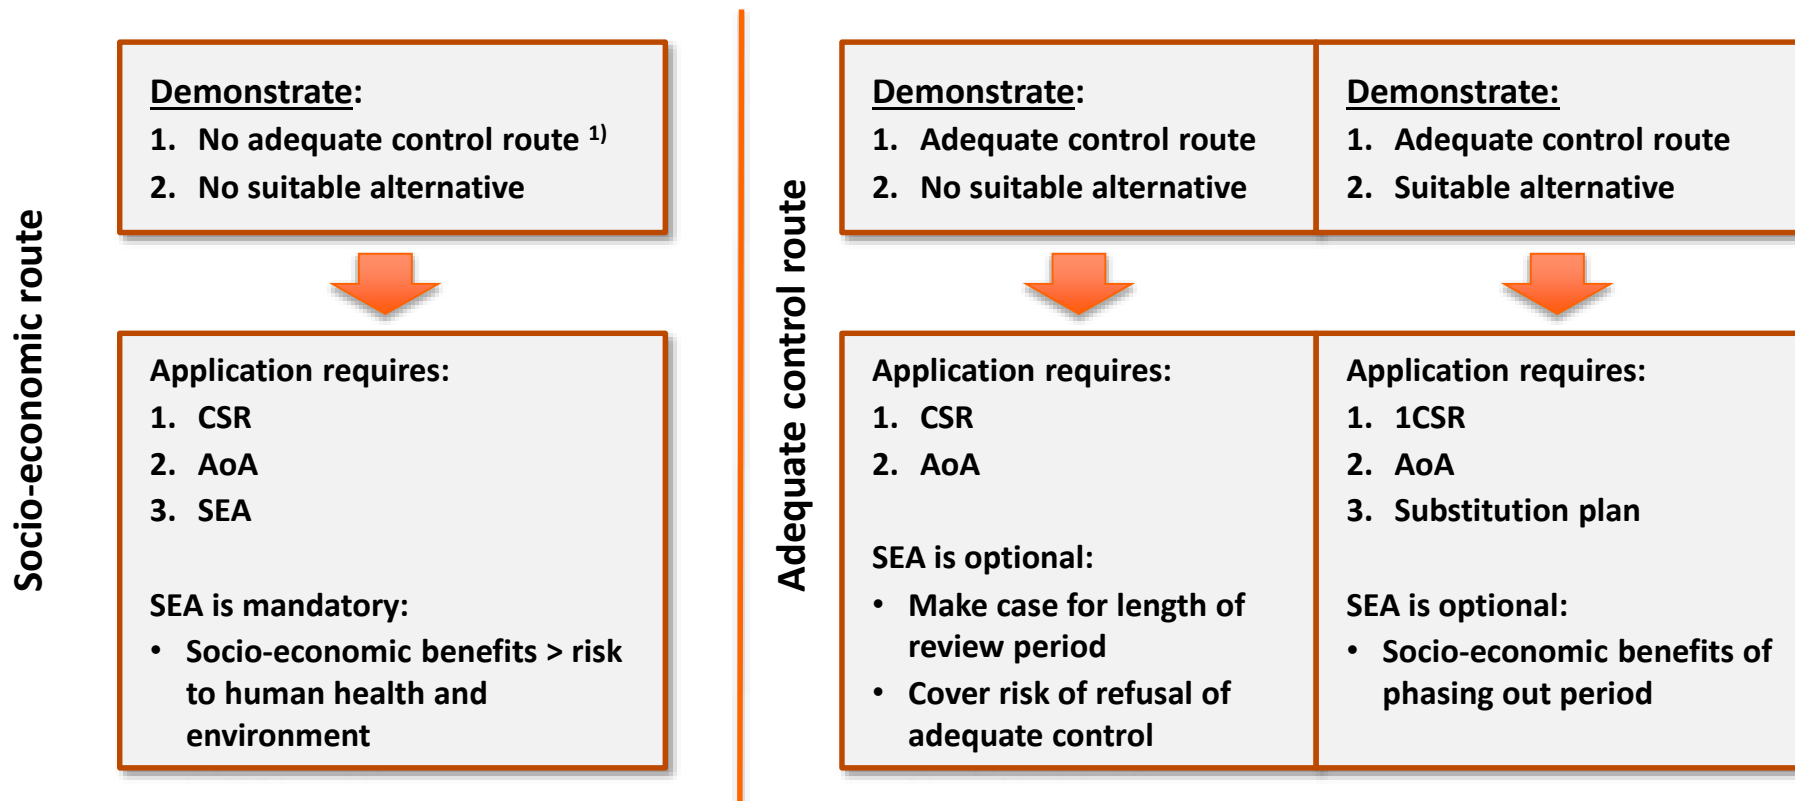 Socio-economic route
Demonstrate:
1. No adequate control route 1)
2. No suitable alternative
Application requires:
1. CSR
2. AoA
3. SEA
SEA is mandatory:
• Socio-economic benefits > risk
to human health and
environment
Adequate control route
Demonstrate:
1. Adequate control route
2. No suitable alternative
Application requires:
1. CSR
2. AoA
SEA is optional:
• Make case for length of
review period
• Cover risk of refusal of
adequate control
Demonstrate:
1. Adequate control route
2. Suitable alternative
Application requires:
1. 1CSR
2. AoA
3. Substitution plan
SEA is optional:
• Socio-economic benefits of
phasing out period